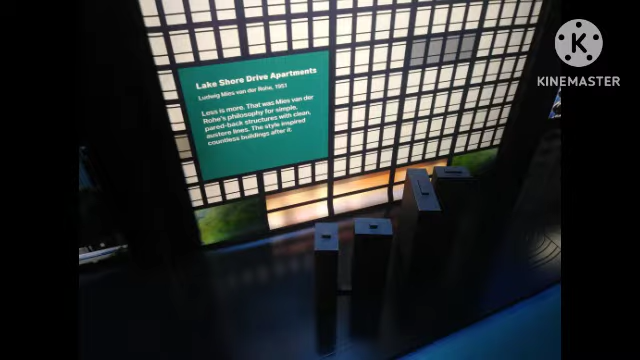 K
KINEMASTER
Lake Shore Drive Apartments
Ludwig Mies van der Rohe, 1951
Less is more. That was Mies van der
Rohe's philosophy for simple,
pared-back structures with clean,
austere lines. The style inspired
countless buildings after it.